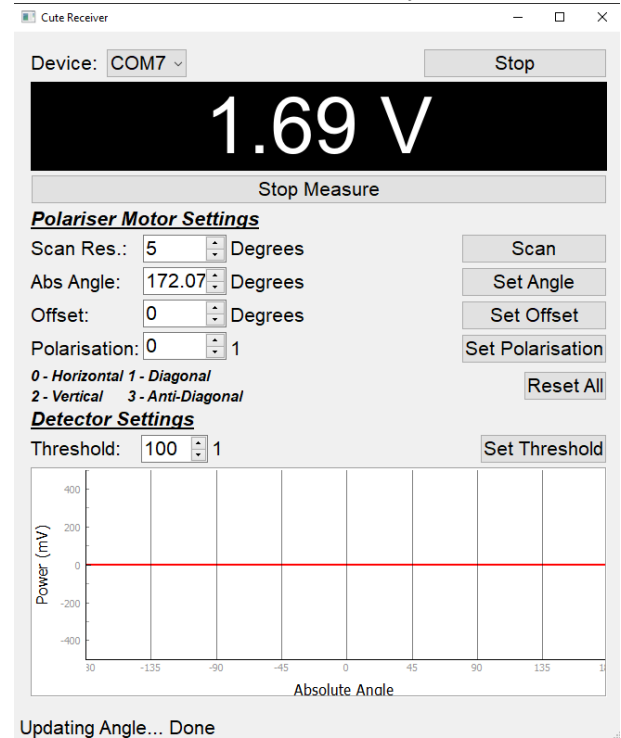 Cute Receiver
Device: COM7 Stop
1.69 V
Stop Measure
Polariser Motor Settings
Scan Res.: 5 Degrees Scan
Abs Angle: 172.07 Degrees Set Angle
Offset: 0 Degrees Set Offset
Polarisation: 0 1 Set Polarisation
0 - Horizontal 1 - Diagonal
2 - Vertical 3 - Anti-Diagonal
Reset All
Detector Settings
Threshold: 100 1 Set Threshold
400
200
0
-200
-400
Power (mV)
-135 -90 -45 0 45 90 135
Absolute Angle
Updating Angle... Done